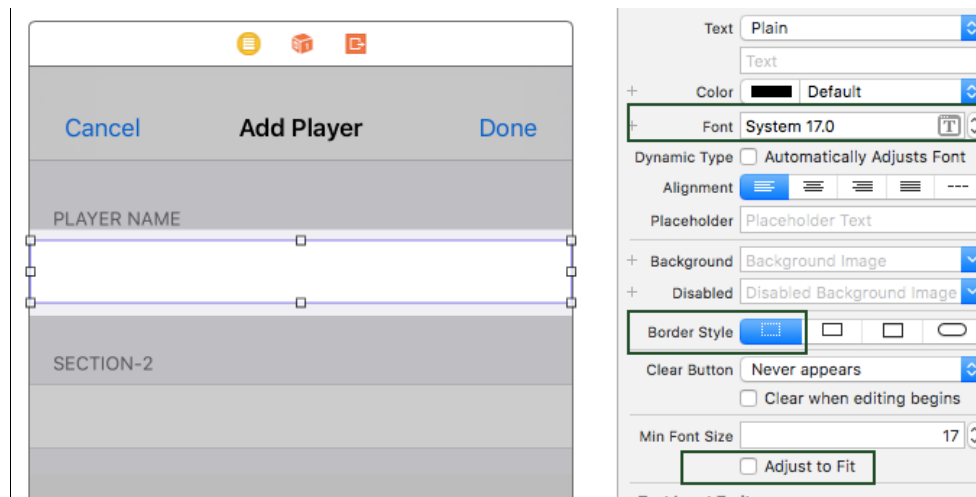 Cancel
Add Player
Done
PLAYER NAME
SECTION-2
Text Plain
Text
Color Default
Font System 17.0
Dynamic Type Automatically Adjusts Font
Alignment
Placeholder Placeholder Text
Background Background Image
Disabled Disabled Background Image
Border Style
Clear Button Never appears
Clear when editing begins
Min Font Size 17
Adjust to Fit